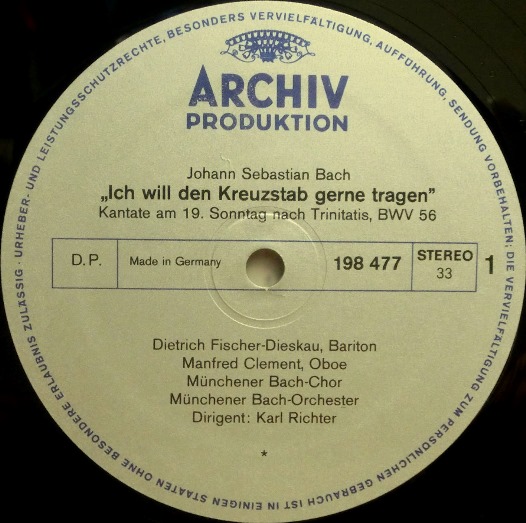 URHEBER- UND LEISTUNGSSCHUTZRECHTE, BESONDERS VERVIELFÄLTIGUNG, AUFFÜHRUNG, SENDUNG VORBEHALTEN; DIE VERVIELFÄLTIGUNG ZUM PERSÖNLICHEN GEBRAUCH IST IN EINIGEN STAATEN OHNE BESONDERE ERLAUBNIS ZULÄSSIG ·
ARCHIV
PRODUKTION
Johann Sebastian Bach
„Ich will den Kreuzstab gerne tragen”
Kantate am 19. Sonntag nach Trinitatis, BWV 56
D.P. Made in Germany 198 477 STEREO 33 1
Dietrich Fischer-Dieskau, Bariton
Manfred Clement, Oboe
Münchener Bach-Chor
Münchener Bach-Orchester
Dirigent: Karl Richter
*